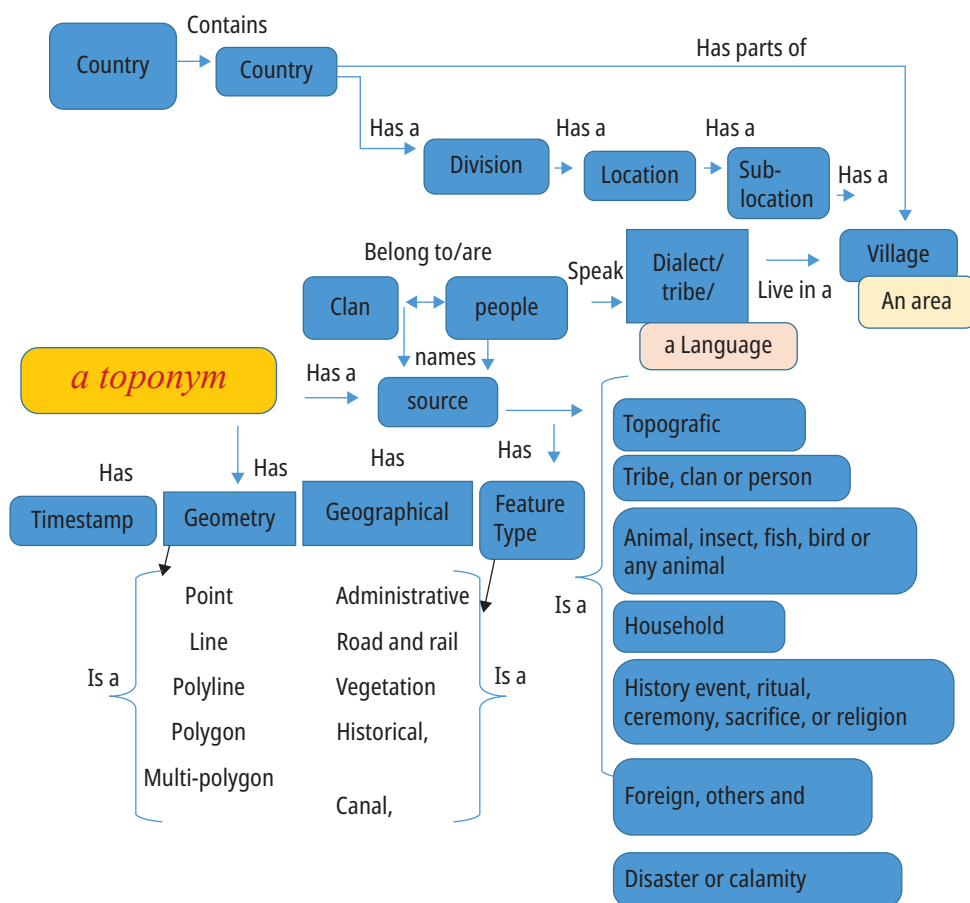 Contains
Country
Country
Has parts of
Has a
Has a
Has a
Has a
Division
Location
Sub-
location
Belong to/are
Clan
people
Speak
Dialect/
tribe/
a Language
Live in a
Village
An area
a toponym
Has a
names
source
Has
Has
Has
Has
Timestamp
Geometry
Geographical
Feature
Type
Is a
Point
Line
Polyline
Polygon
Multi-polygon
Administrative
Road and rail
Vegetation
Historical,
Canal,
Is a
Is a
Topografic
Tribe, clan or person
Animal, insect, fish, bird or
any animal
Household
History event, ritual,
ceremony, sacrifice, or religion
Foreign, others and
Disaster or calamity